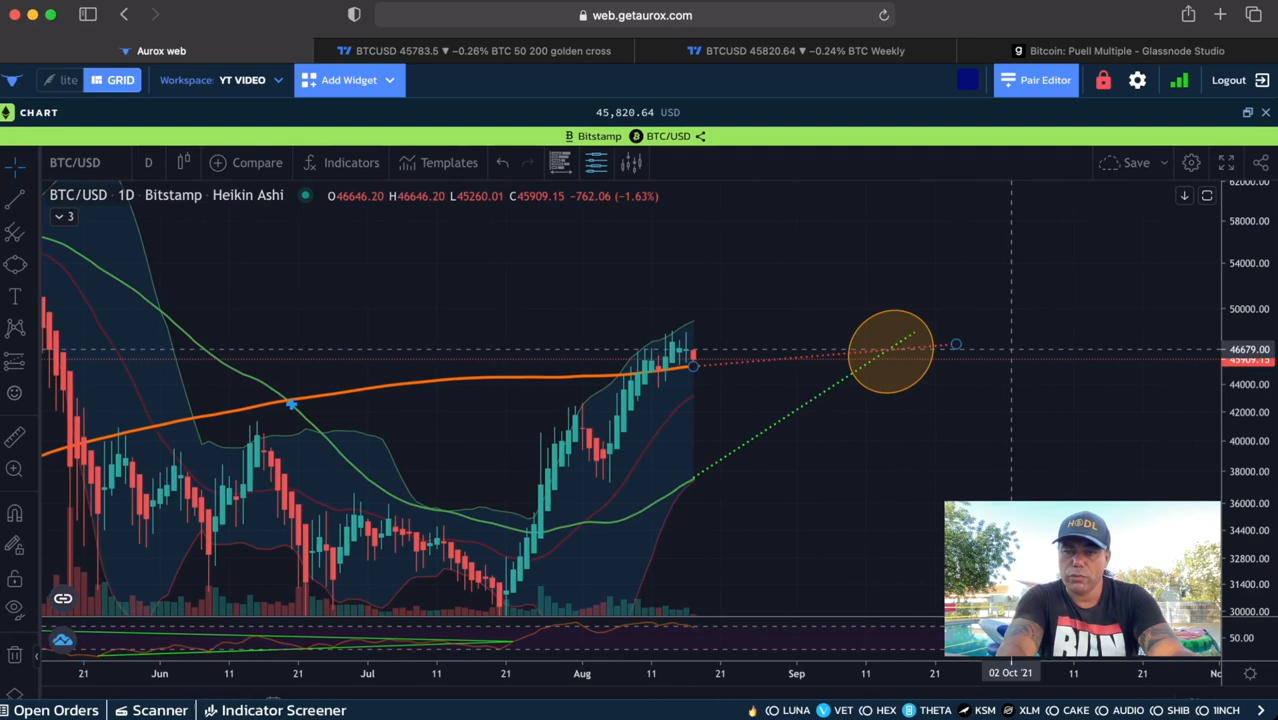 web.getaurox.com
Aurox web
BTCUSD 45783.5 ▼ −0.26% BTC 50 200 golden cross
BTCUSD 45820.64 ▼ −0.24% BTC Weekly
g Bitcoin: Puell Multiple - Glassnode Studio
lite GRID Workspace: YT VIDEO Add Widget Pair Editor Logout
CHART 45,820.64 USD
Bitstamp BTC/USD
BTC/USD D Compare Indicators Templates Save
BTC/USD 1D Bitstamp Heikin Ashi O46646.20 H46646.20 L45260.01 C45909.15 −762.06 (−1.63%)
3
62000.00
58000.00
54000.00
50000.00
46679.00
45909.15
44000.00
42000.00
40000.00
38000.00
36000.00
34400.00
32800.00
31400.00
30000.00
50.00
HODL
RUN
21 Jun 11 21 Jul 11 21 Aug 11 Sep 11 21 02 Oct '21 11 21 No
Open Orders Scanner Indicator Screener LUNA VET HEX THETA KSM XLM CAKE AUDIO SHIB 1INCH